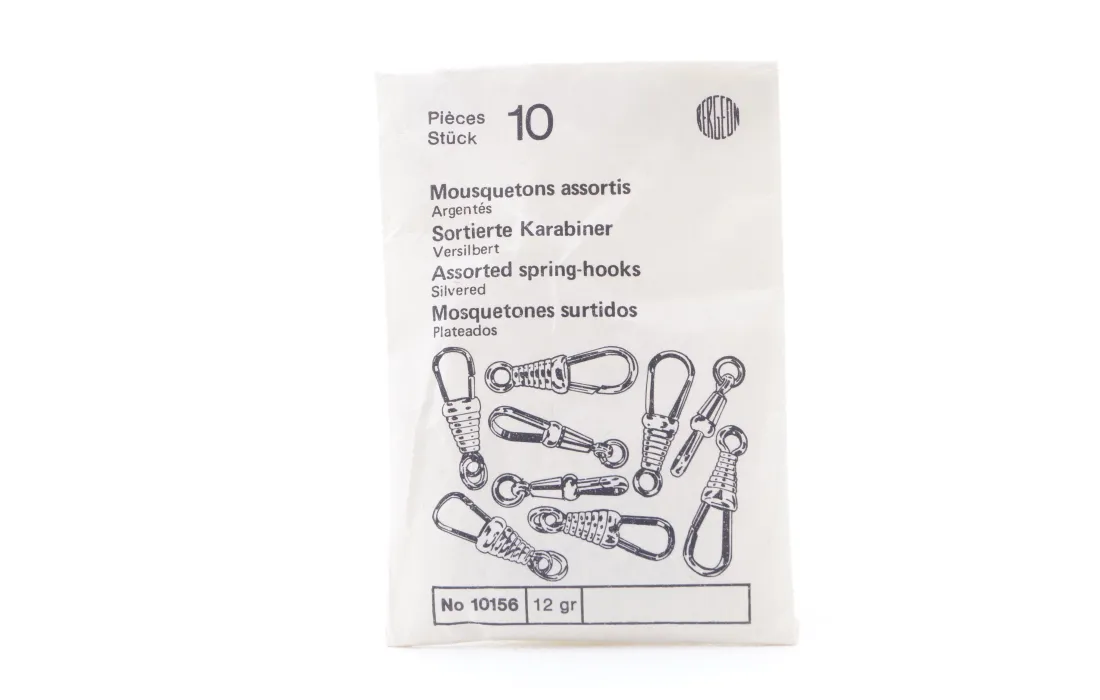 Pièces
Stück
10
BERGEON
Mousquetons assortis
Argentés
Sortierte Karabiner
Versilbert
Assorted spring-hooks
Silvered
Mosquetones surtidos
Plateados
No 10156 12 gr